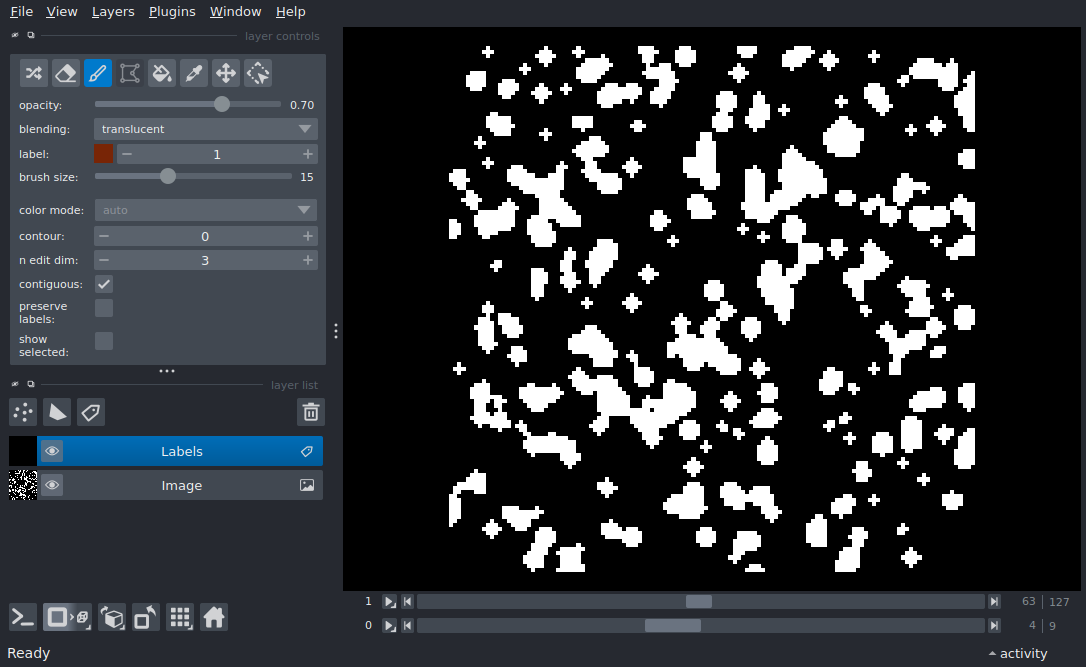 File View Layers Plugins Window Help
layer controls
opacity: 0.70
blending: translucent
label: 1
brush size: 15
color mode: auto
contour: 0
n edit dim: 3
contiguous:
preserve
labels:
show
selected:
layer list
Labels
Image
1 63 127
0 4 9
Ready activity